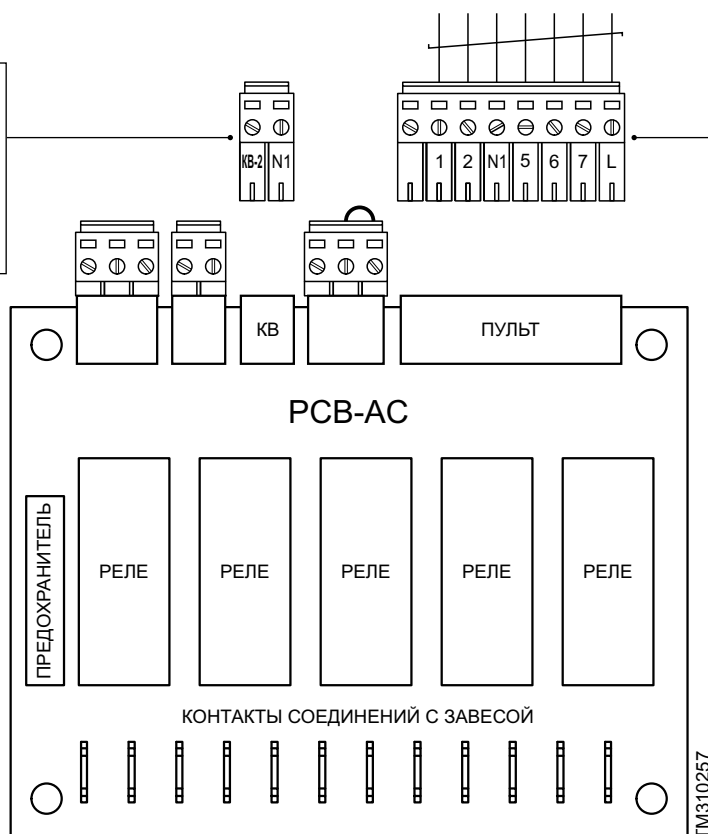 КВ-2 N1
1 2 N1 5 6 7 L
КВ
ПУЛЬТ
PCB-AC
ПРЕДОХРАНИТЕЛЬ
РЕЛЕ РЕЛЕ РЕЛЕ РЕЛЕ РЕЛЕ
КОНТАКТЫ СОЕДИНЕНИЙ С ЗАВЕСОЙ
TM310257